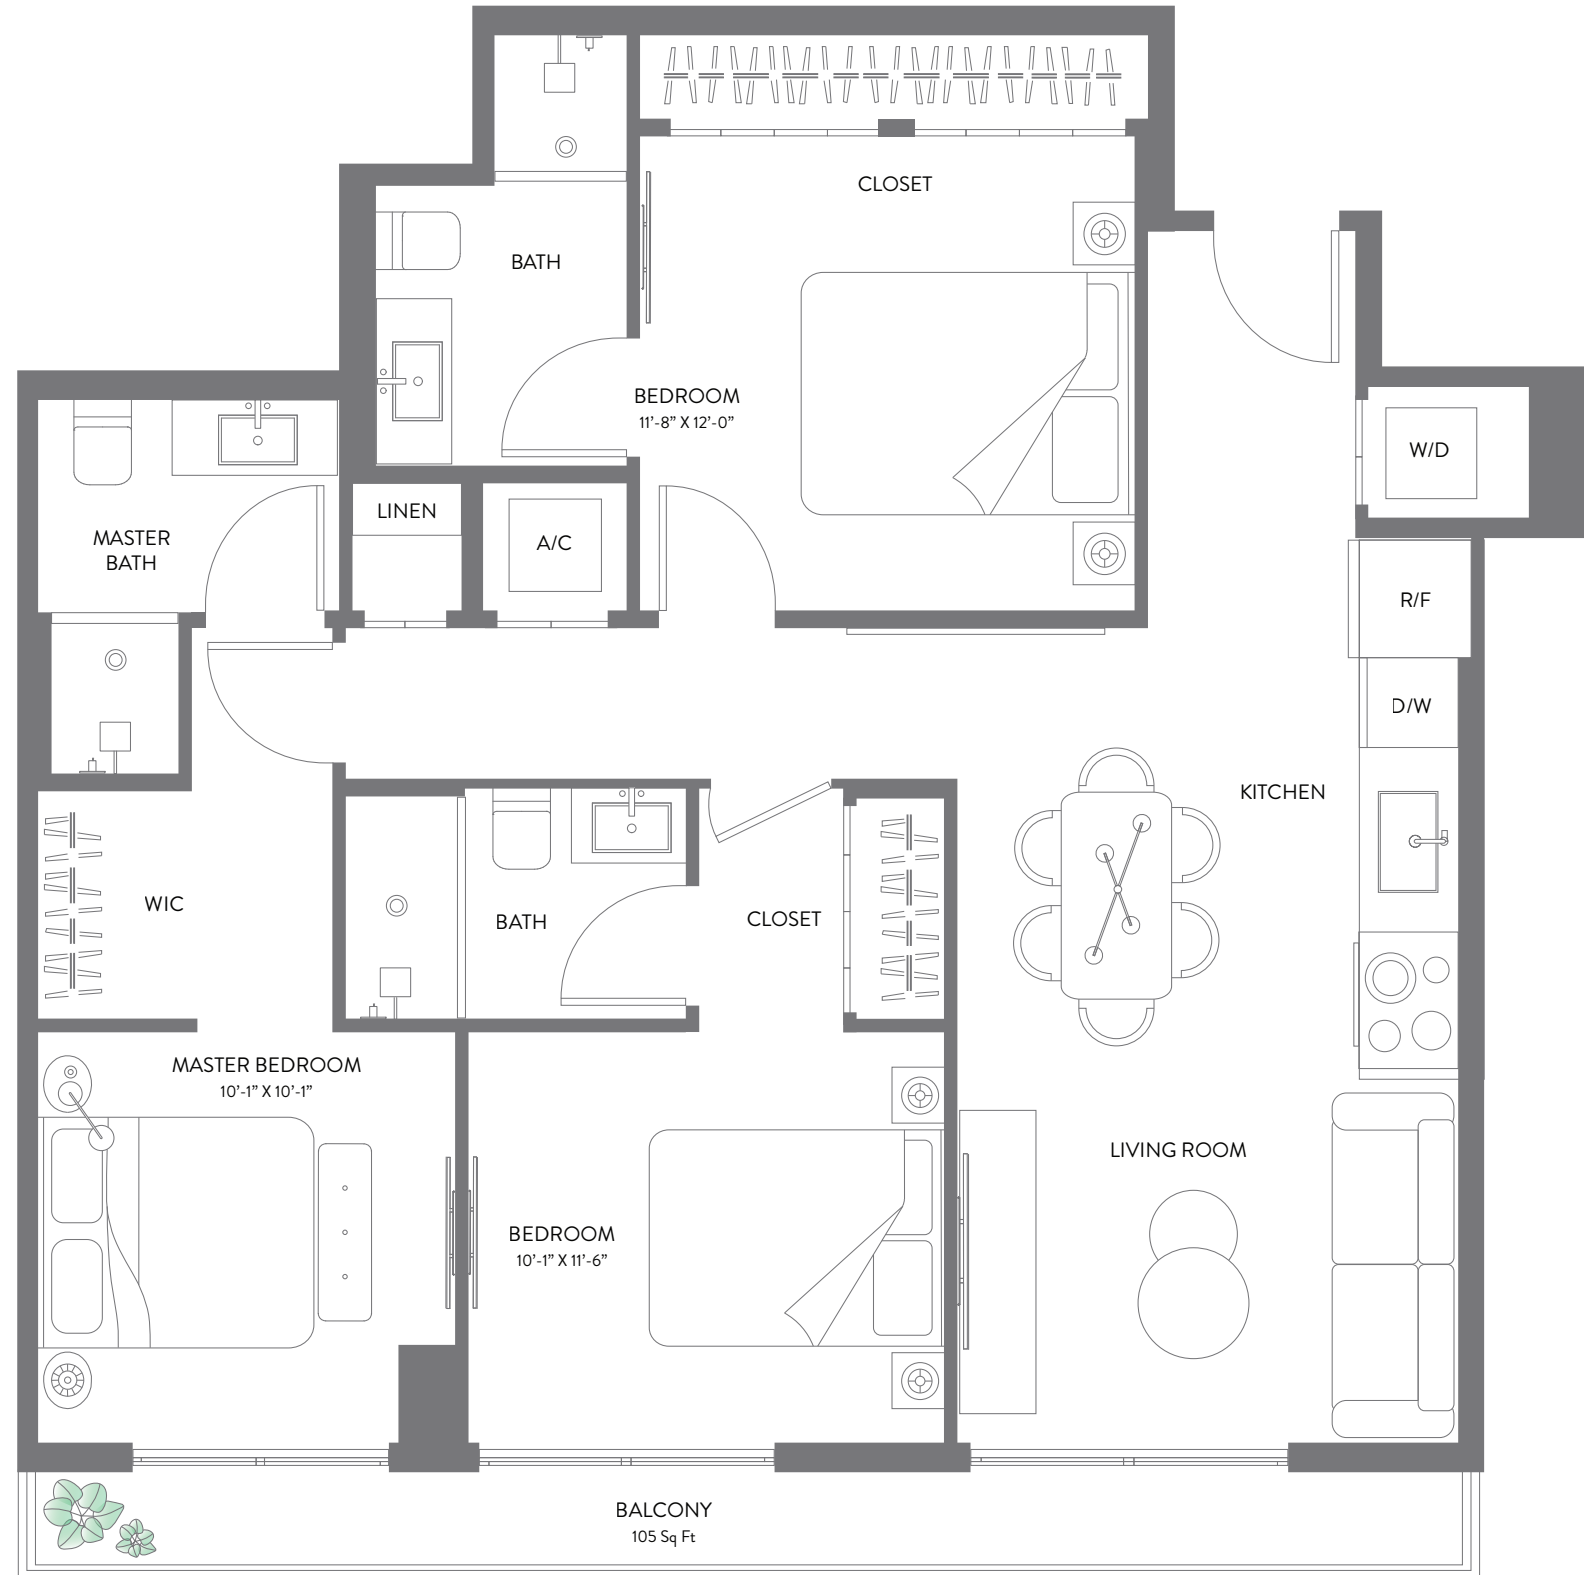 CLOSET
BATH
BEDROOM
11'-8" X 12'-0"
W/D
LINEN
A/C
MASTER
BATH
R/F
D/W
KITCHEN
WIC
BATH
CLOSET
MASTER BEDROOM
10'-1" X 10'-1"
LIVING ROOM
BEDROOM
10'-1" X 11'-6"
BALCONY
105 Sq Ft